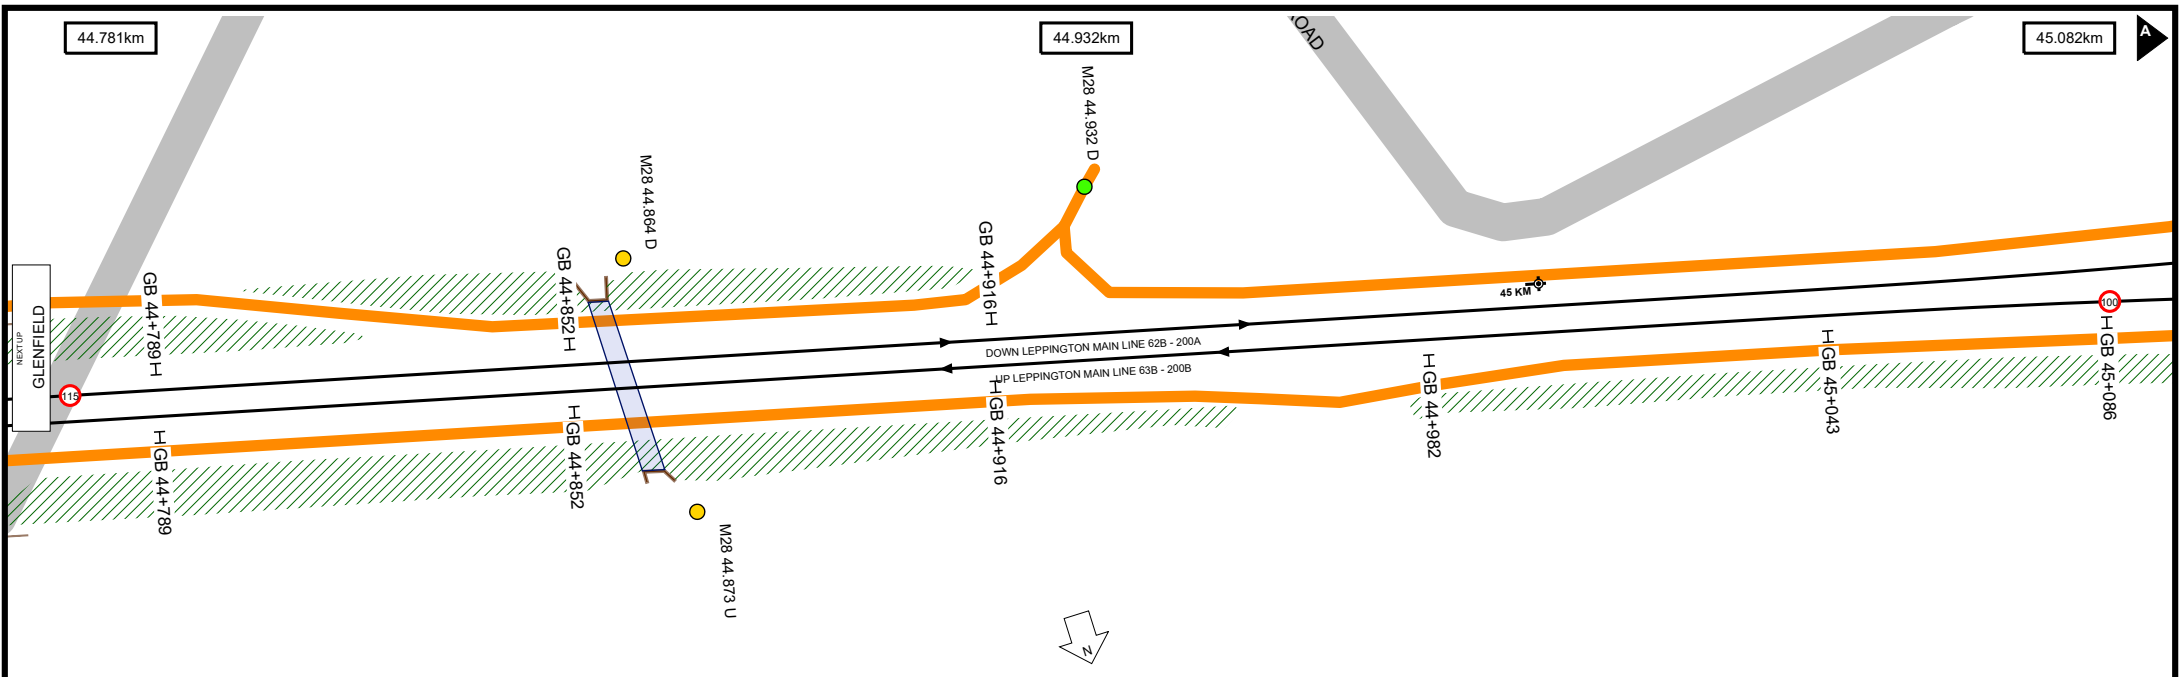 44.781km
44.932km
45.082km
A
ROAD
M28 44.932 D
M28 44.864 D
GB 44+916 H
GB 44+852 H
GB 44+789 H
NEXT UP
GLENFIELD
115
45 KM
100
DOWN LEPPINGTON MAIN LINE 62B - 200A
UP LEPPINGTON MAIN LINE 63B - 200B
H GB 44+789
H GB 44+852
H GB 44+916
H GB 44+982
H GB 45+043
H GB 45+086
M28 44.873 U
N